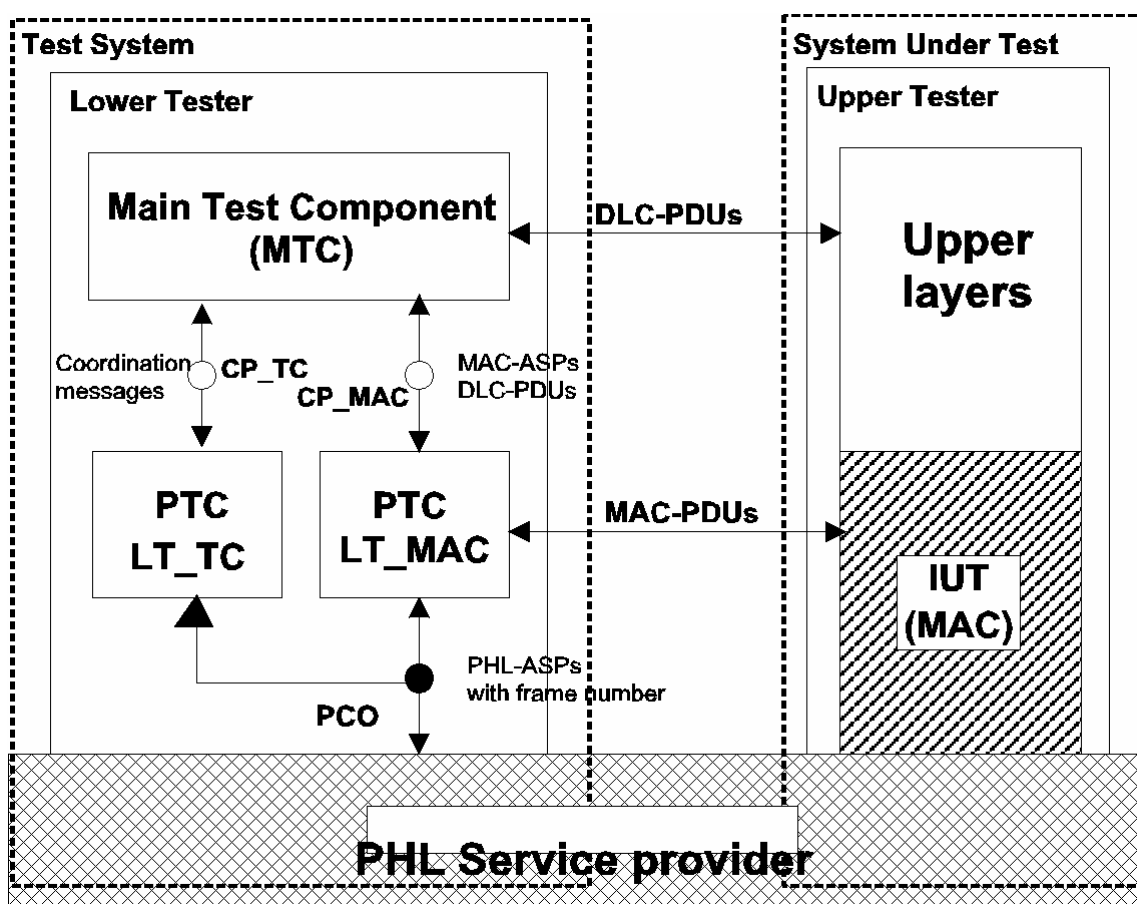 Test System
System Under Test
Lower Tester
Upper Tester
Main Test Component
(MTC)
DLC-PDUs
Upper
layers
Coordination
messages
CP_TC
MAC-ASPs
DLC-PDUs
CP_MAC
PTC
LT_TC
PTC
LT_MAC
MAC-PDUs
IUT
(MAC)
PHL-ASPs
with frame number
PCO
PHL Service provider